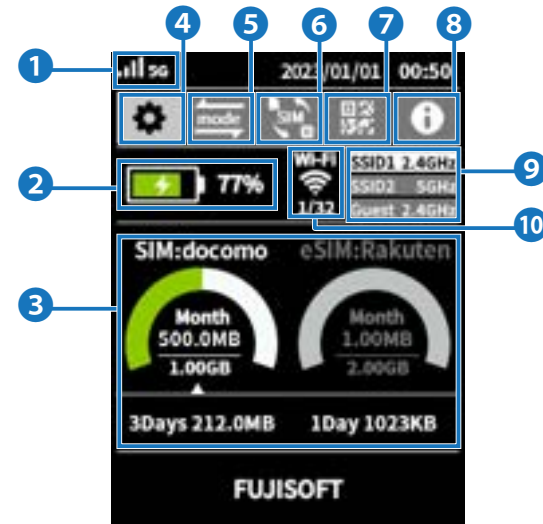 4 5 6 7 8
1 5G 2023/01/01 00:50
mode SIM
2 77% Wi-Fi 1/32 10
SSID1 2.4GHz 9
SSID2 5GHz
Guest 2.4GHz
3
SIM:docomo eSIM:Rakuten
Month Month
500.0MB 1.00MB
1.00GB 2.00GB
3Days 212.0MB 1Day 1023KB
FUJISOFT